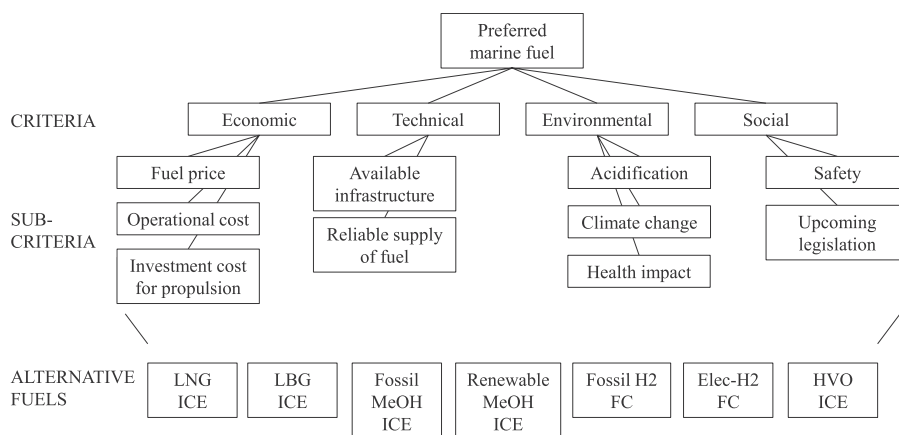 Preferred
marine fuel
CRITERIA
Economic
Technical
Environmental
Social
Fuel price
Available
infrastructure
Acidification
Safety
SUB-
CRITERIA
Operational cost
Reliable supply
of fuel
Climate change
Upcoming
legislation
Investment cost
for propulsion
Health impact
ALTERNATIVE
FUELS
LNG
ICE
LBG
ICE
Fossil
MeOH
ICE
Renewable
MeOH
ICE
Fossil H2
FC
Elec-H2
FC
HVO
ICE